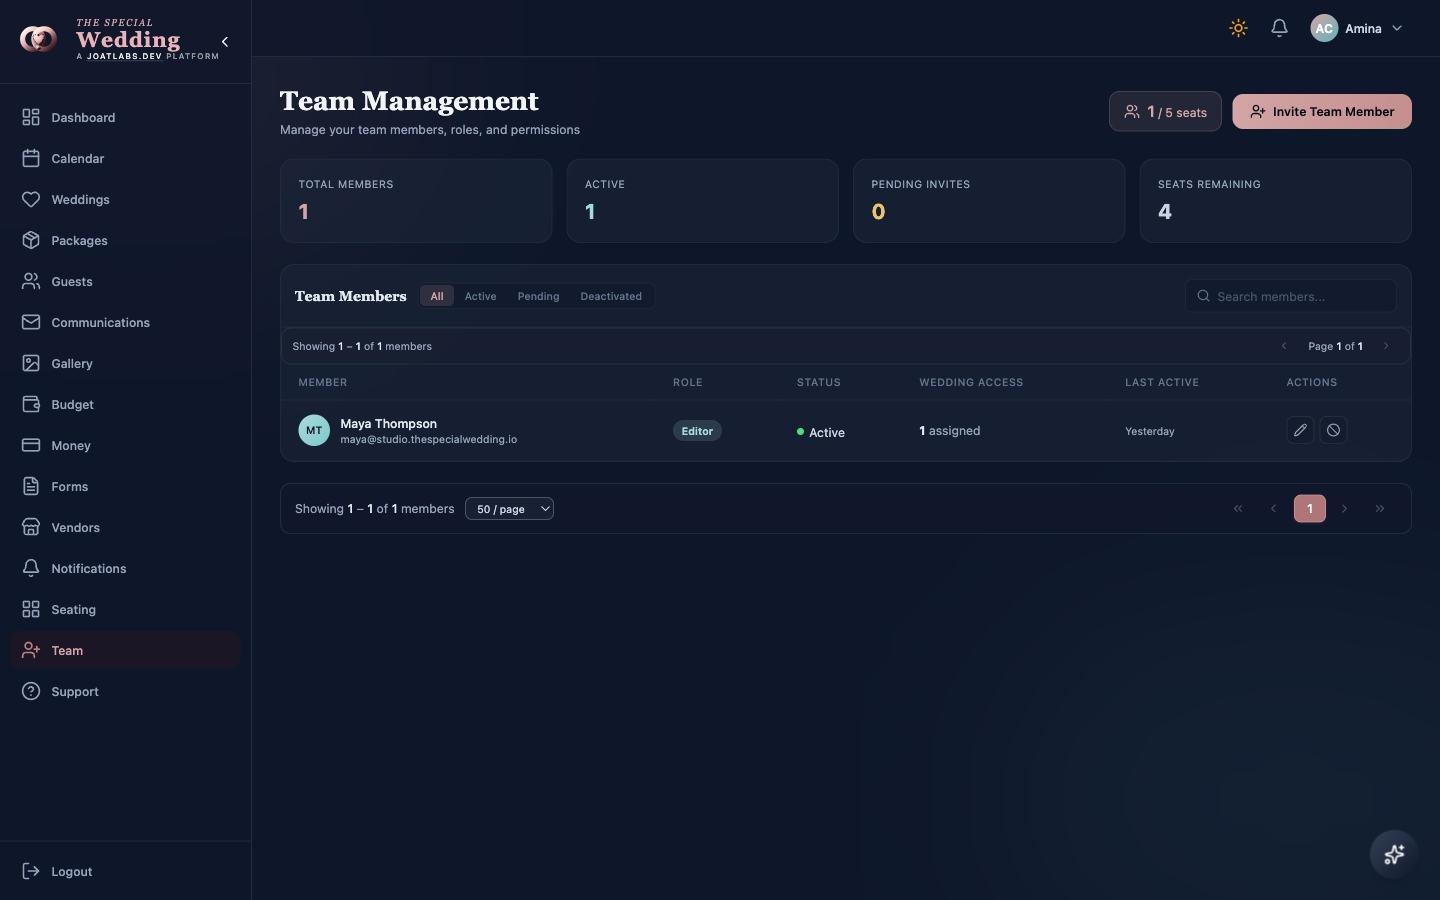 THE SPECIAL
Wedding
A JOATLABS.DEV PLATFORM
AC Amina
Dashboard
Calendar
Weddings
Packages
Guests
Communications
Gallery
Budget
Money
Forms
Vendors
Notifications
Seating
Team
Support
Logout
Team Management
Manage your team members, roles, and permissions
1 / 5 seats
Invite Team Member
TOTAL MEMBERS
1
ACTIVE
1
PENDING INVITES
0
SEATS REMAINING
4
Team Members All Active Pending Deactivated Search members...
Showing 1 – 1 of 1 members Page 1 of 1
MEMBER ROLE STATUS WEDDING ACCESS LAST ACTIVE ACTIONS
MT Maya Thompson Editor Active 1 assigned Yesterday
maya@studio.thespecialwedding.io
Showing 1 – 1 of 1 members 50 / page « ‹ 1 › »